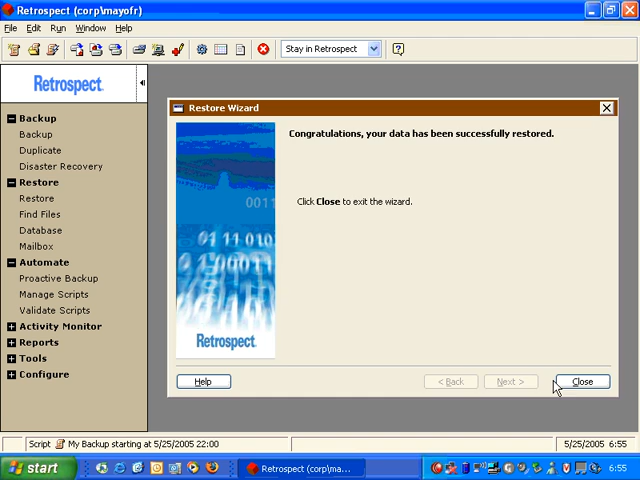 Retrospect (corp\mayofr)
File Edit Run Window Help
Stay in Retrospect
Retrospect
Backup
Backup
Duplicate
Disaster Recovery
Restore
Restore
Find Files
Database
Mailbox
Automate
Proactive Backup
Manage Scripts
Validate Scripts
Activity Monitor
Reports
Tools
Configure
Restore Wizard
Congratulations, your data has been successfully restored.
Click Close to exit the wizard.
Retrospect
Help
< Back
Next >
Close
Script My Backup starting at 5/25/2005 22:00
5/25/2005 6:55
start
Retrospect (corp\ma...
6:55